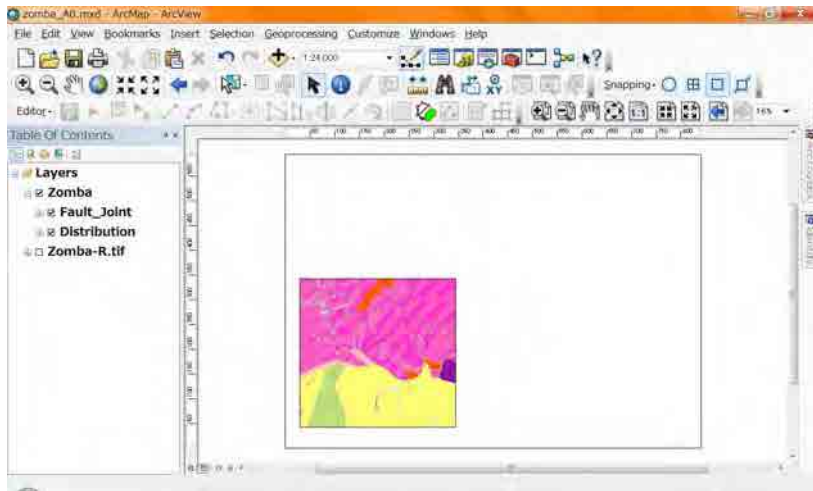 zomba_A0.mxd - ArcMap - ArcView
File Edit View Bookmarks Insert Selection Geoprocessing Customize Windows Help
1:24,000
Snapping
Editor
16%
Table Of Contents
Layers
Zomba
Fault_Joint
Distribution
Zomba-R.tif